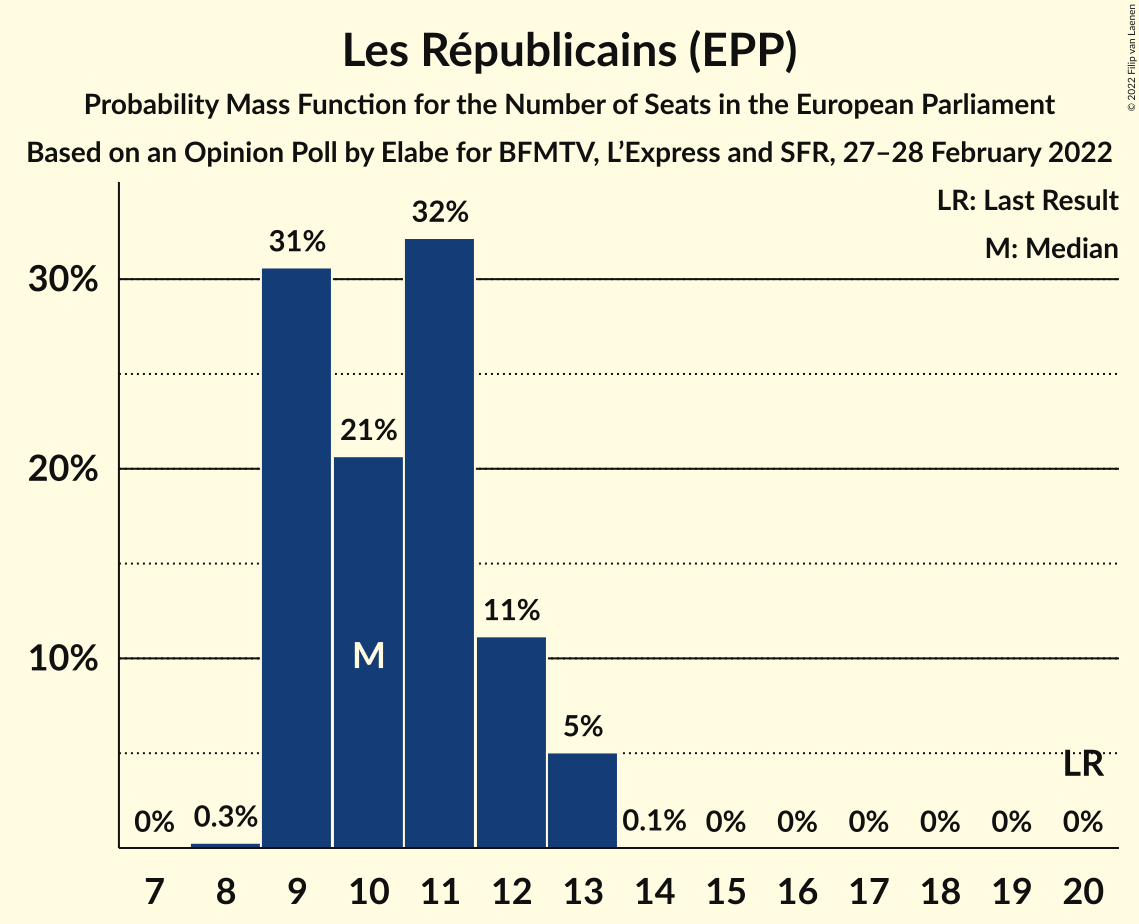 Les Républicains (EPP)
Probability Mass Function for the Number of Seats in the European Parliament
Based on an Opinion Poll by Elabe for BFMTV, L’Express and SFR, 27–28 February 2022
© 2022 Filip van Laenen
LR: Last Result
M: Median
30%
20%
10%
0%
0.3%
31%
21%
32%
11%
5%
0.1%
0%
0%
0%
0%
0%
0%
M
LR
7 8 9 10 11 12 13 14 15 16 17 18 19 20